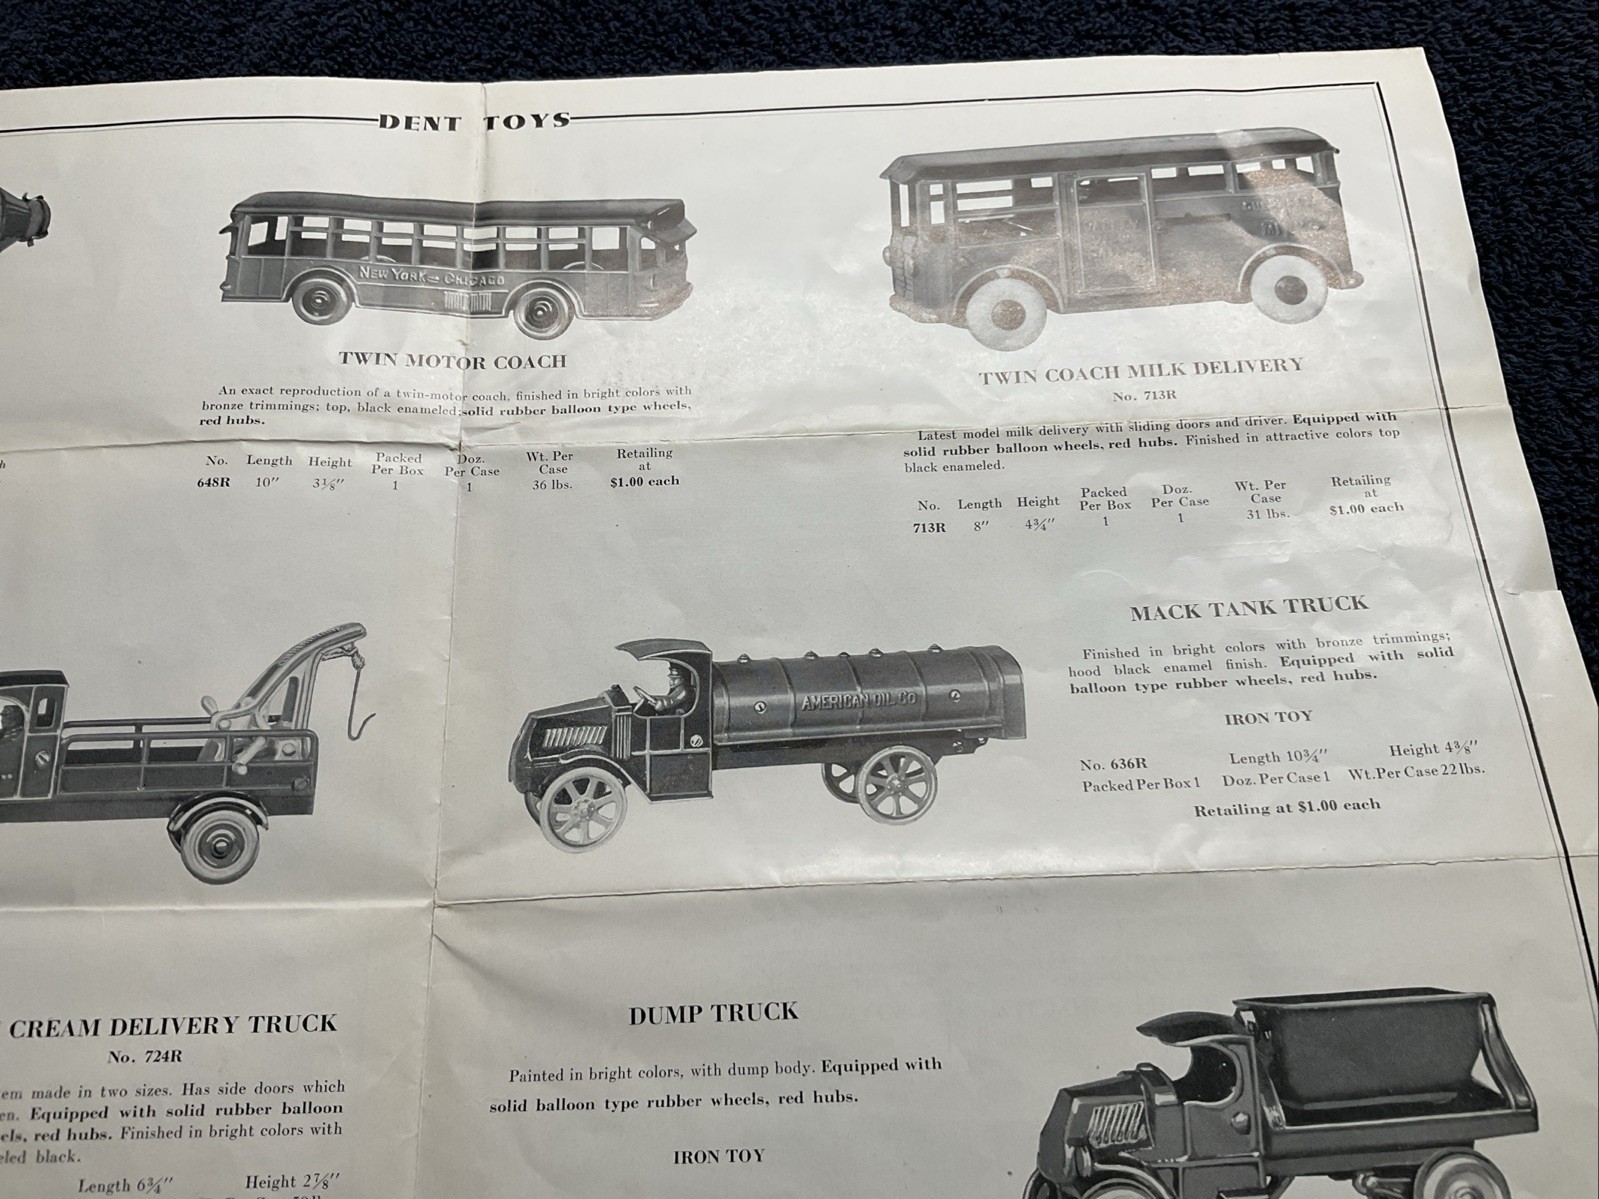 DENT TOYS
NEW YORK CHICAGO
TWIN MOTOR COACH
An exact reproduction of a twin-motor coach, finished in bright colors with
bronze trimmings; top, black enameled; solid rubber balloon type wheels,
red hubs.
No. Length Height Packed Per Box Doz. Per Case Wt. Per Case Retailing at
648R 10" 3⅛" 1 1 36 lbs. $1.00 each
TWIN COACH MILK DELIVERY
No. 713R
Latest model milk delivery with sliding doors and driver. Equipped with
solid rubber balloon wheels, red hubs. Finished in attractive colors top
black enameled.
No. Length Height Packed Per Box Doz. Per Case Wt. Per Case Retailing at
713R 8" 4¾" 1 1 31 lbs. $1.00 each
AMERICAN OIL CO
MACK TANK TRUCK
Finished in bright colors with bronze trimmings;
hood black enamel finish. Equipped with solid
balloon type rubber wheels, red hubs.
IRON TOY
No. 636R Length 10¾" Height 4⅜"
Packed Per Box 1 Doz. Per Case 1 Wt. Per Case 22 lbs.
Retailing at $1.00 each
CREAM DELIVERY TRUCK
No. 724R
em made in two sizes. Has side doors which
en. Equipped with solid rubber balloon
els, red hubs. Finished in bright colors with
eled black.
Length 6¾" Height 2⅞"
DUMP TRUCK
Painted in bright colors, with dump body. Equipped with
solid balloon type rubber wheels, red hubs.
IRON TOY